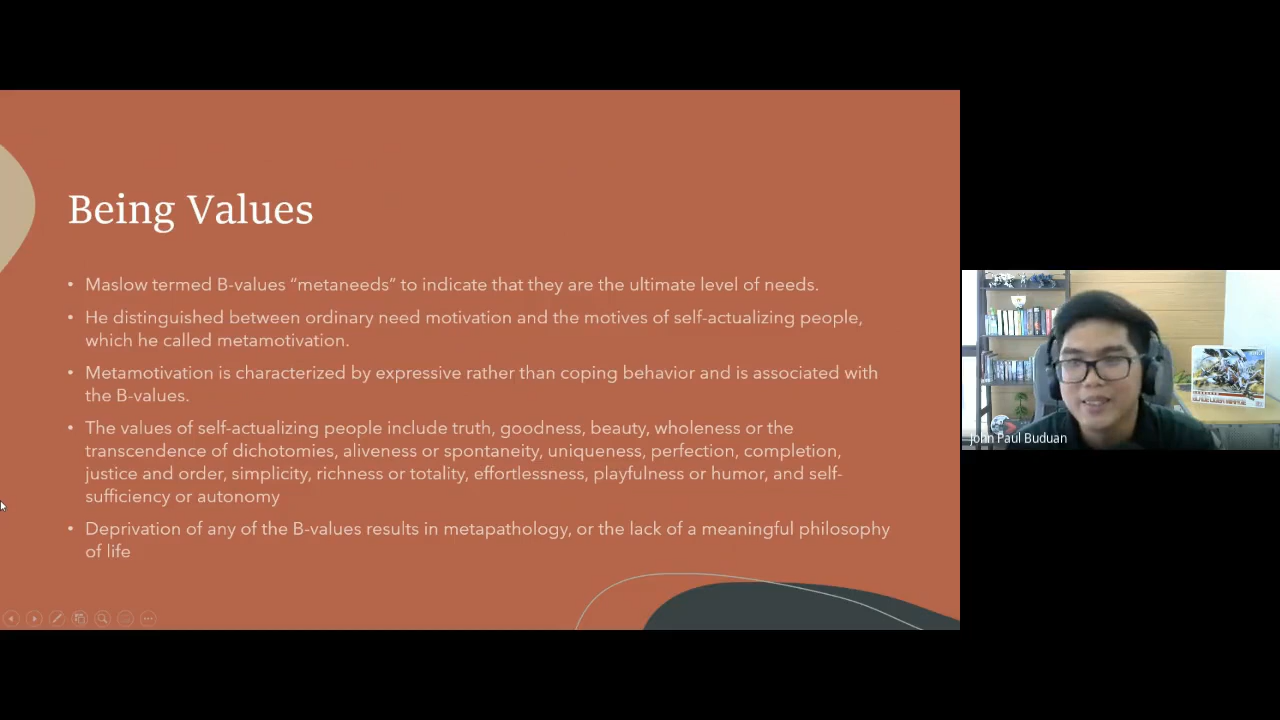 Being Values
• Maslow termed B-values “metaneeds” to indicate that they are the ultimate level of needs.
• He distinguished between ordinary need motivation and the motives of self-actualizing people,
which he called metamotivation.
• Metamotivation is characterized by expressive rather than coping behavior and is associated with
the B-values.
• The values of self-actualizing people include truth, goodness, beauty, wholeness or the
transcendence of dichotomies, aliveness or spontaneity, uniqueness, perfection, completion,
justice and order, simplicity, richness or totality, effortlessness, playfulness or humor, and self-
sufficiency or autonomy
• Deprivation of any of the B-values results in metapathology, or the lack of a meaningful philosophy
of life
John Paul Buduan